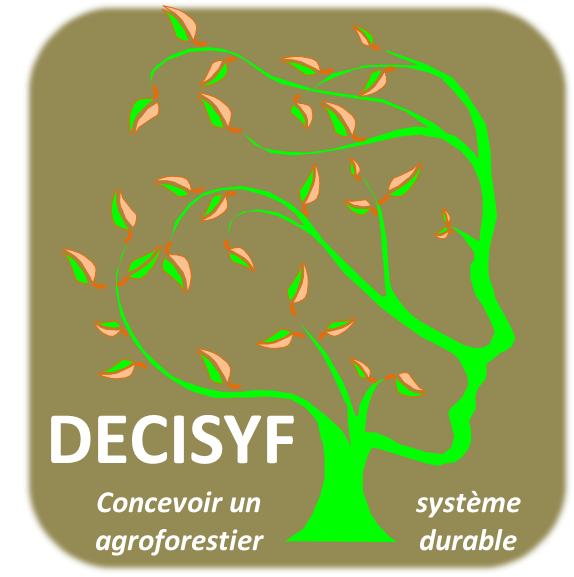 DECISYF
Concevoir un système
agroforestier durable